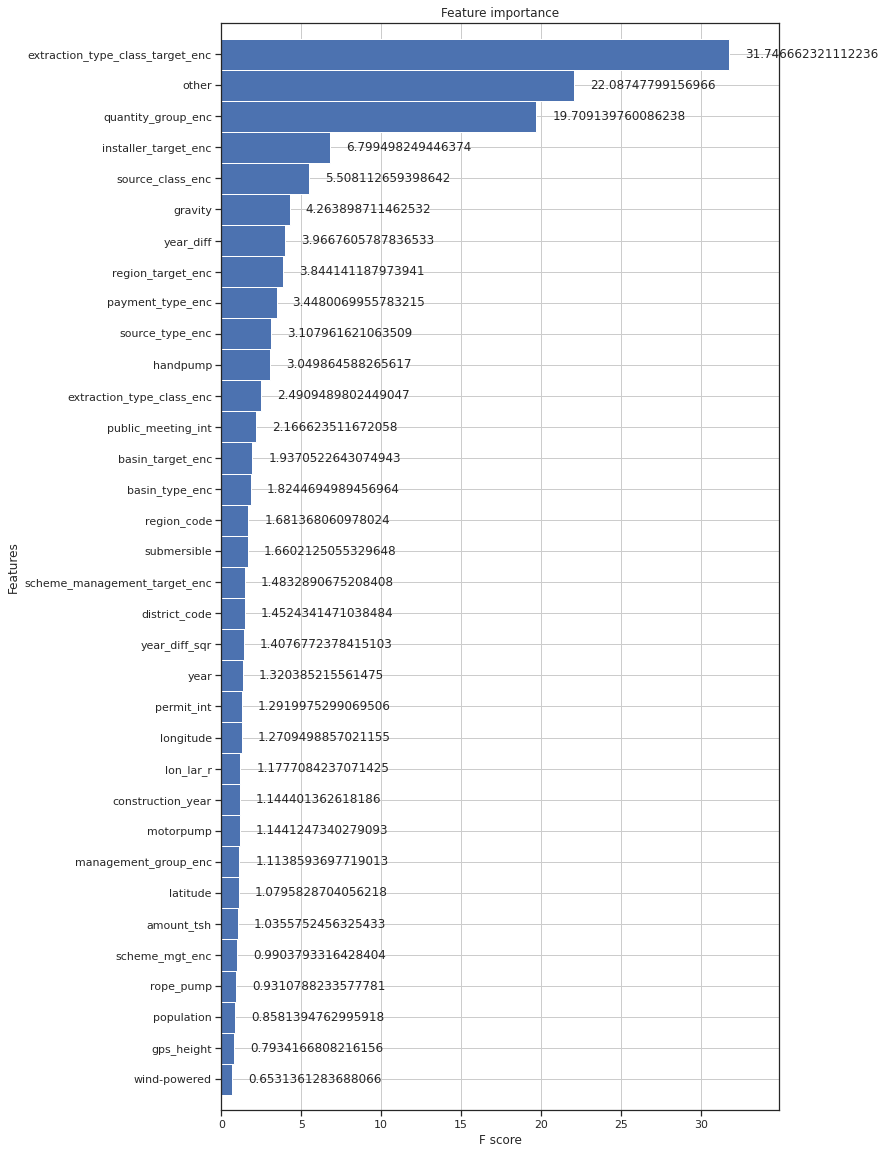 Feature importance
extraction_type_class_target_enc 31.746662321112236
other 22.08747799156966
quantity_group_enc 19.709139760086238
installer_target_enc 6.799498249446374
source_class_enc 5.508112659398642
gravity 4.263898711462532
year_diff 3.9667605787836533
region_target_enc 3.844141187973941
payment_type_enc 3.4480069955783215
source_type_enc 3.107961621063509
handpump 3.049864588265617
extraction_type_class_enc 2.4909489802449047
public_meeting_int 2.166623511672058
basin_target_enc 1.9370522643074943
basin_type_enc 1.8244694989456964
region_code 1.681368060978024
submersible 1.6602125055329648
scheme_management_target_enc 1.4832890675208408
district_code 1.4524341471038484
year_diff_sqr 1.4076772378415103
year 1.320385215561475
permit_int 1.2919975299069506
longitude 1.2709498857021155
lon_lar_r 1.1777084237071425
construction_year 1.144401362618186
motorpump 1.1441247340279093
management_group_enc 1.1138593697719013
latitude 1.0795828704056218
amount_tsh 1.0355752456325433
scheme_mgt_enc 0.9903793316428404
rope_pump 0.9310788233577781
population 0.8581394762995918
gps_height 0.7934166808216156
wind-powered 0.6531361283688066
Features
0 5 10 15 20 25 30
F score